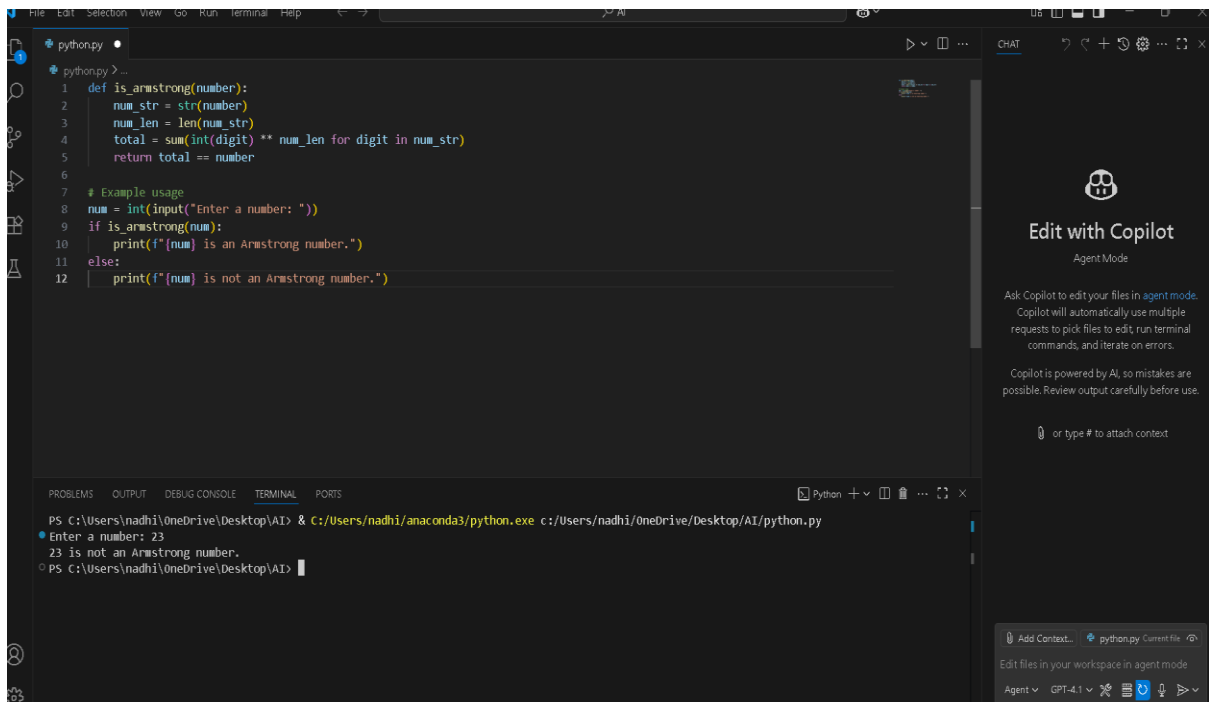 File Edit Selection View Go Run Terminal Help
AI
python.py
CHAT
python.py > ...
1 def is_armstrong(number):
2 num_str = str(number)
3 num_len = len(num_str)
4 total = sum(int(digit) ** num_len for digit in num_str)
5 return total == number
6
7 # Example usage
8 num = int(input("Enter a number: "))
9 if is_armstrong(num):
10 print(f"{num} is an Armstrong number.")
11 else:
12 print(f"{num} is not an Armstrong number.")
1
Edit with Copilot
Agent Mode
Ask Copilot to edit your files in agent mode.
Copilot will automatically use multiple
requests to pick files to edit, run terminal
commands, and iterate on errors.
Copilot is powered by AI, so mistakes are
possible. Review output carefully before use.
or type # to attach context
PROBLEMS OUTPUT DEBUG CONSOLE TERMINAL PORTS
Python
PS C:\Users\nadhi\OneDrive\Desktop\AI> & C:/Users/nadhi/anaconda3/python.exe c:/Users/nadhi/OneDrive/Desktop/AI/python.py
Enter a number: 23
23 is not an Armstrong number.
PS C:\Users\nadhi\OneDrive\Desktop\AI>
Add Context... python.py Current file
Edit files in your workspace in agent mode
Agent GPT-4.1